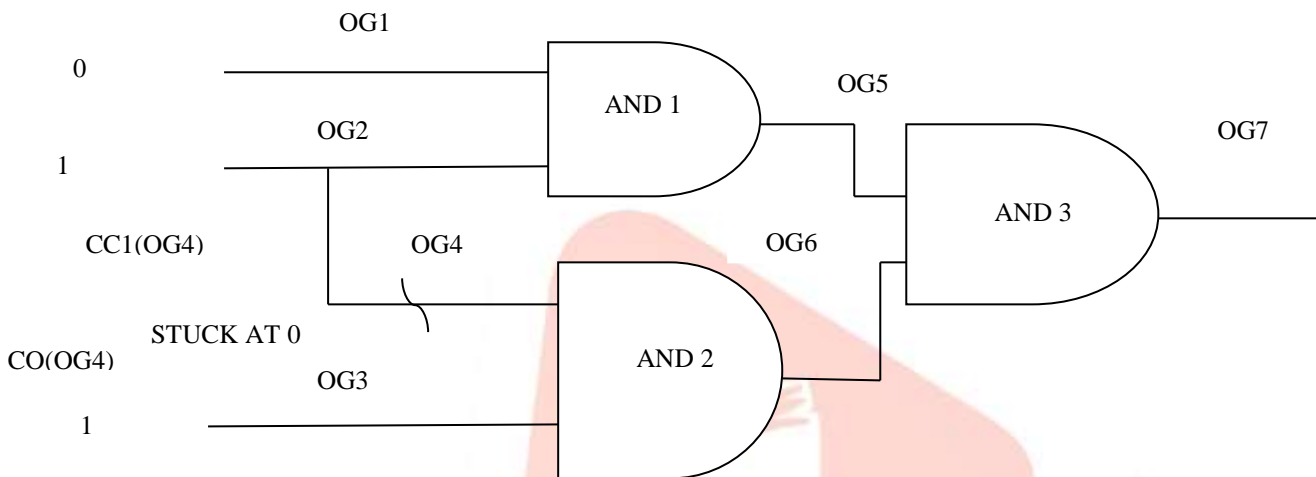 OG1
0
AND 1
OG5
OG2
OG7
1
AND 3
CC1(OG4)
OG4
OG6
STUCK AT 0
CO(OG4)
AND 2
OG3
1